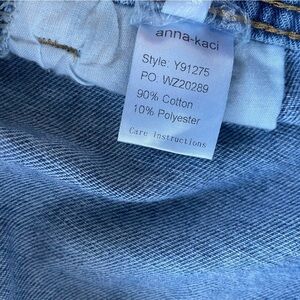 anna-kaci
Style: Y91275
PO. WZ20289
90% Cotton
10% Polyester
Care Instructions